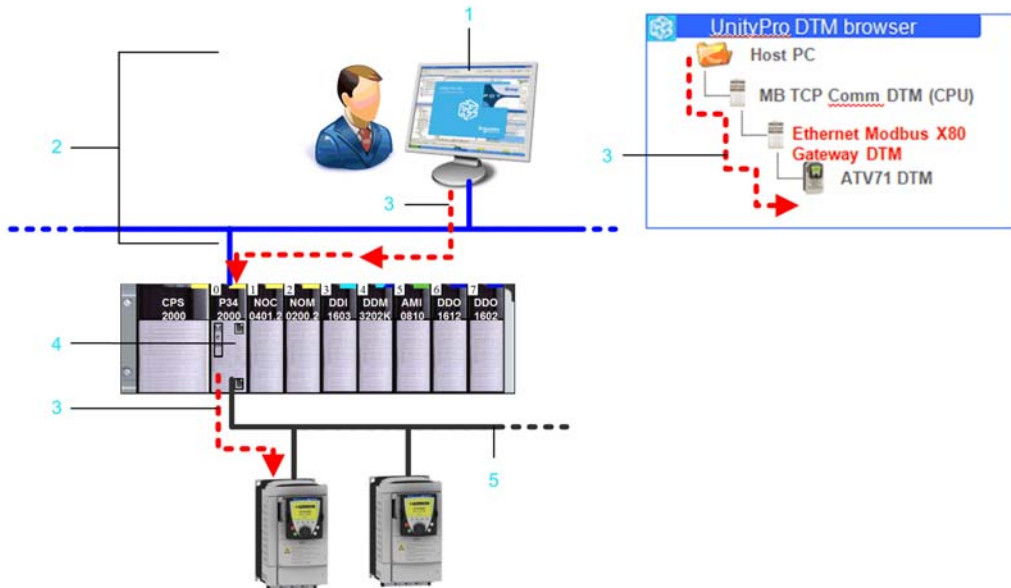 1
2
3
UnityPro DTM browser
Host PC
MB TCP Comm DTM (CPU)
Ethernet Modbus X80
Gateway DTM
ATV71 DTM
3
0 1 2 3 4 5 6 7
CPS P34 NOC NOM DDI DDM AMI DDO DDO
2000 2000 0401.2 0200.2 1603 3202K 0810 1612 1602
4
3
5